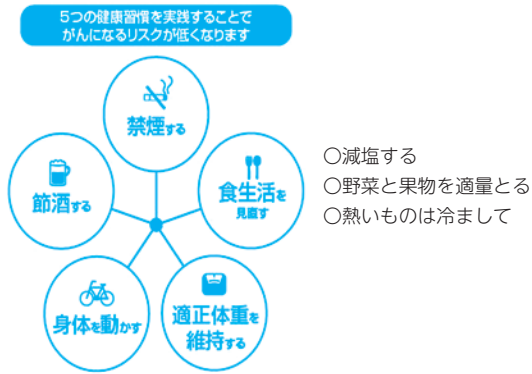 5つの健康習慣を実践することで
がんになるリスクが低くなります
禁煙する
節酒する
食生活を
見直す
身体を動かす
適正体重を
維持する
○減塩する
○野菜と果物を適量とる
○熱いものは冷まして